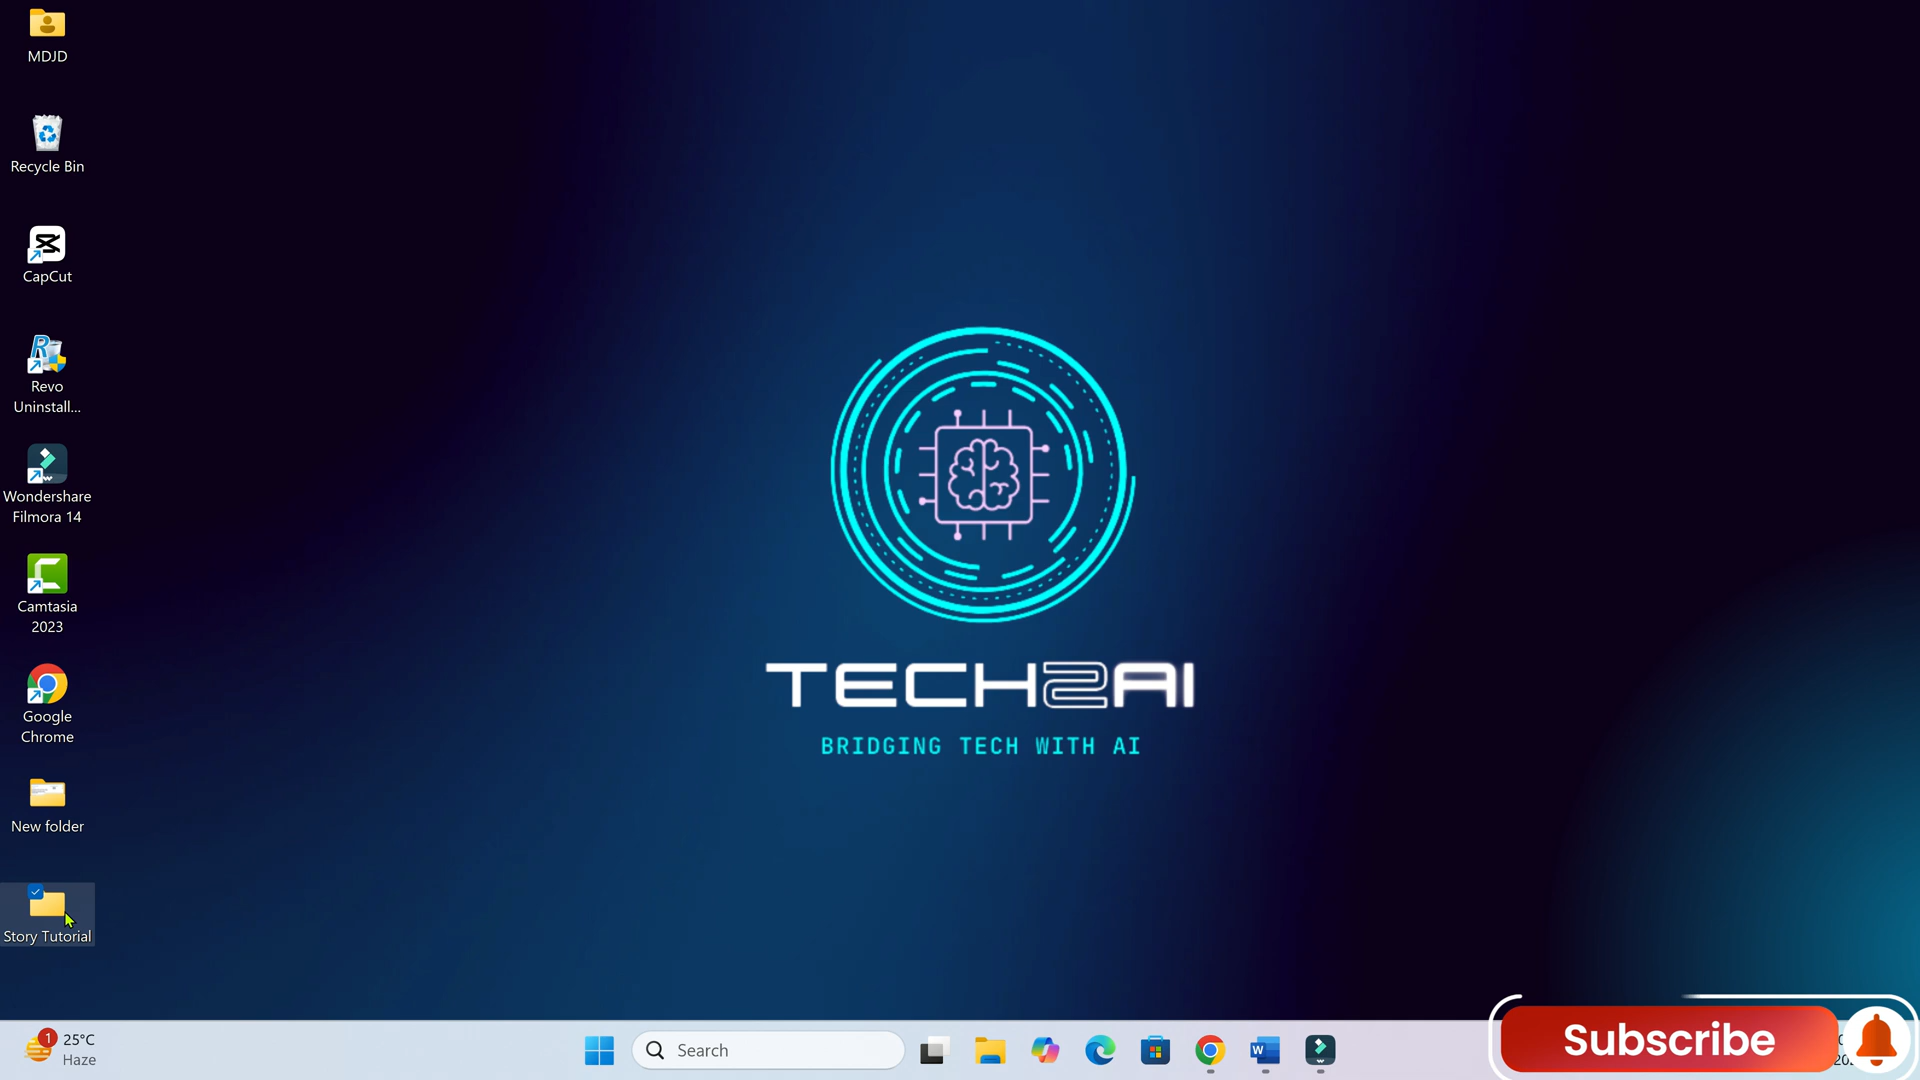 MDJD
Recycle Bin
CapCut
Revo
Uninstall...
Wondershare
Filmora 14
Camtasia
2023
Google
Chrome
New folder
Story Tutorial
TECH2AI
BRIDGING TECH WITH AI
1
25°C
Haze
Search
W
Subscribe